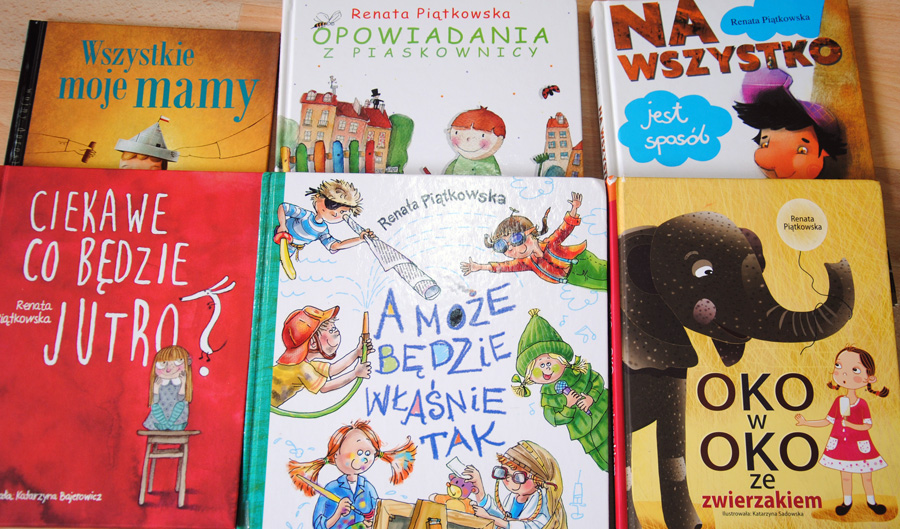 Wszystkie
moje mamy
Renata Piątkowska
OPOWIADANIA
Z PIASKOWNICY
NA
WSZYSTKO
Renata Piątkowska
jest
sposób
CIEKAWE
CO BĘDZIE
JUTRO?
Renata
Piątkowska
Katarzyna Bajerowicz
Renata Piątkowska
A MOŻE
BĘDZIE
WŁAŚNIE
TAK
Renata
Piątkowska
OKO
w
OKO
ze
zwierzakiem
Ilustrowała: Katarzyna Sadowska